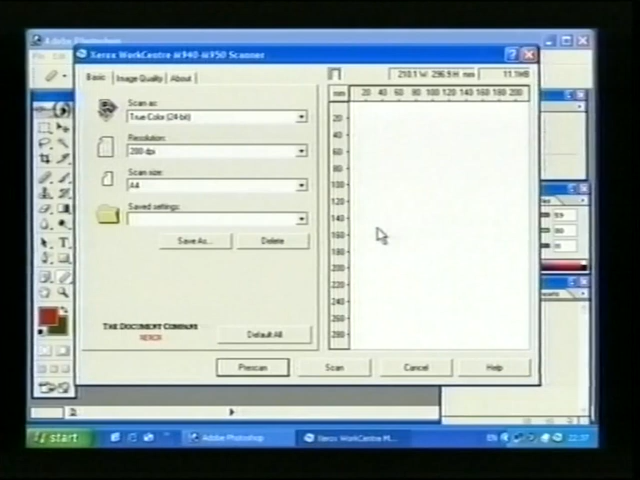 Adobe Photoshop
Xerox WorkCentre M940-M950 Scanner
Basic Image Quality About
210.1 W: 296.9 H: mm 11.1MB
Scan as:
True Color (24-bit)
Resolution:
200 dpi
Scan size:
A4
Saved settings:
Save As... Delete
THE DOCUMENT COMPANY
XEROX
Default All
mm 20 40 60 80 100 120 140 160 180 200
20
40
60
80
100
120
140
160
180
200
220
240
260
280
Prescan Scan Cancel Help
start Adobe Photoshop Xerox WorkCentre M... EN 22:37